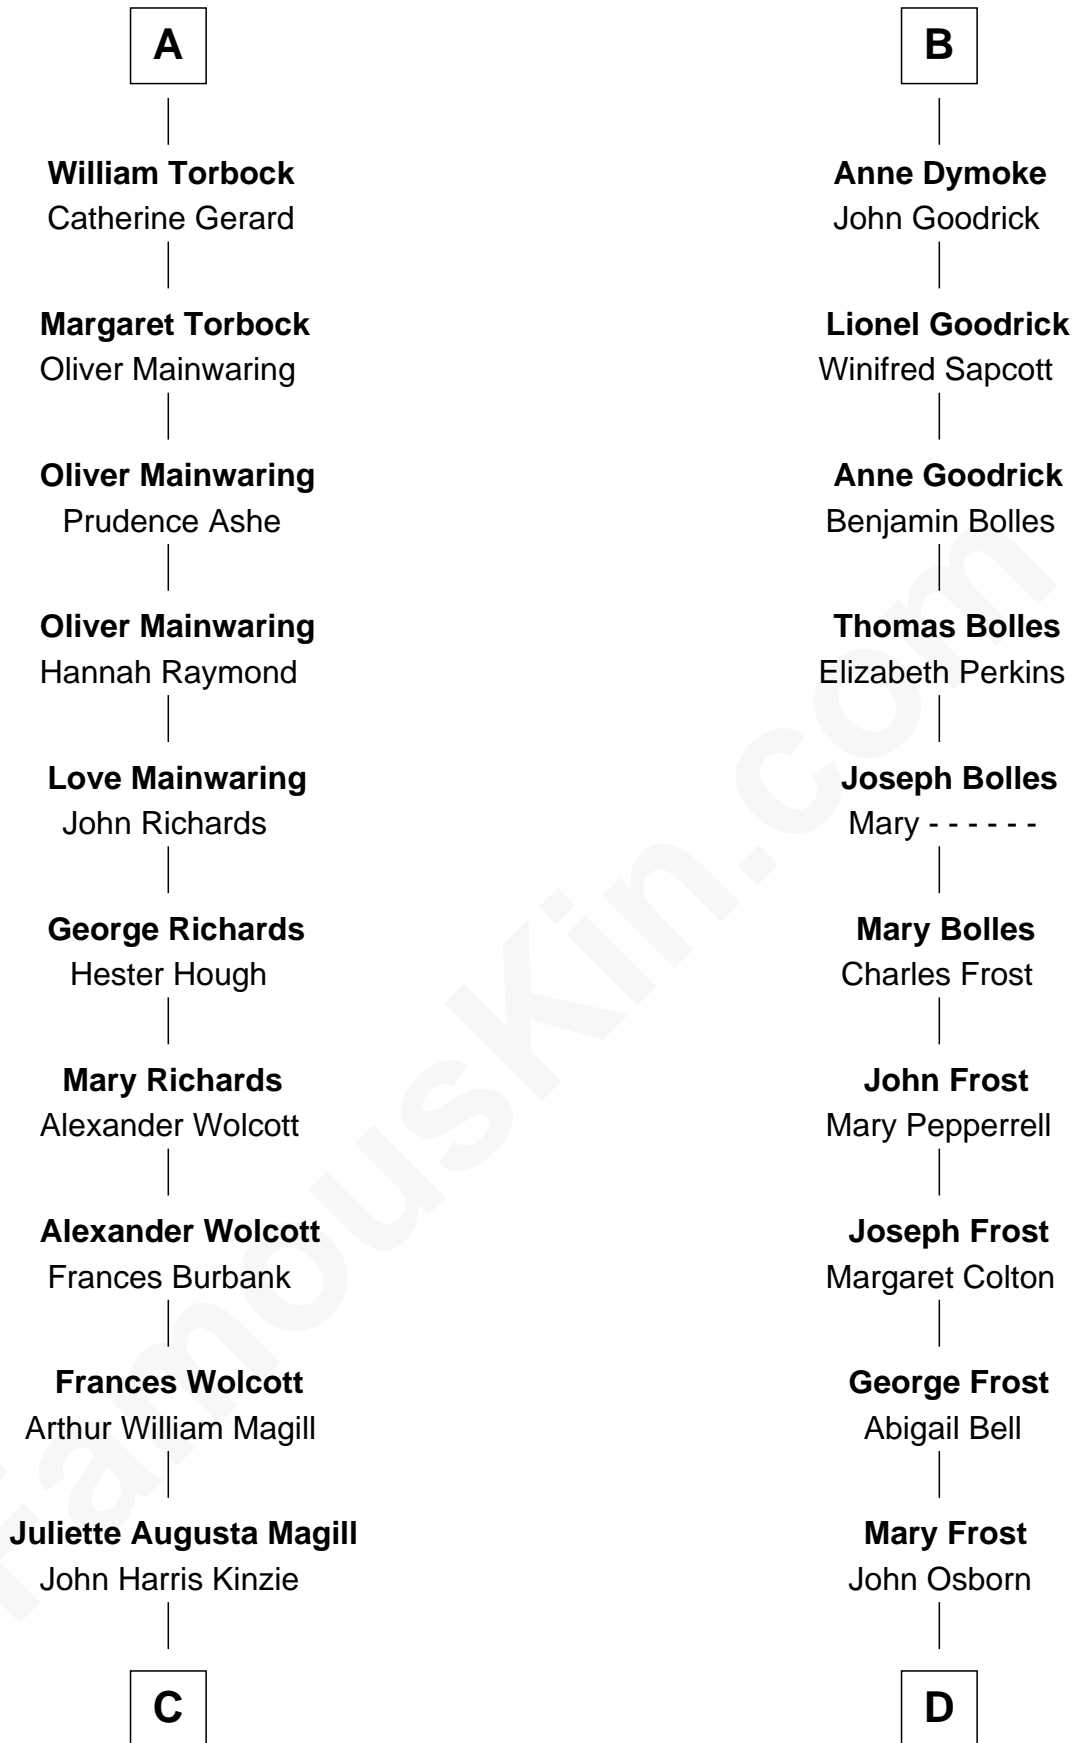 A
William Torbock
Catherine Gerard
Margaret Torbock
Oliver Mainwaring
Oliver Mainwaring
Prudence Ashe
Oliver Mainwaring
Hannah Raymond
Love Mainwaring
John Richards
George Richards
Hester Hough
Mary Richards
Alexander Wolcott
Alexander Wolcott
Frances Burbank
Frances Wolcott
Arthur William Magill
Juliette Augusta Magill
John Harris Kinzie
C
B
Anne Dymoke
John Goodrick
Lionel Goodrick
Winifred Sapcott
Anne Goodrick
Benjamin Bolles
Thomas Bolles
Elizabeth Perkins
Joseph Bolles
Mary - - - - - -
Mary Bolles
Charles Frost
John Frost
Mary Pepperrell
Joseph Frost
Margaret Colton
George Frost
Abigail Bell
Mary Frost
John Osborn
D
FamousKin.com